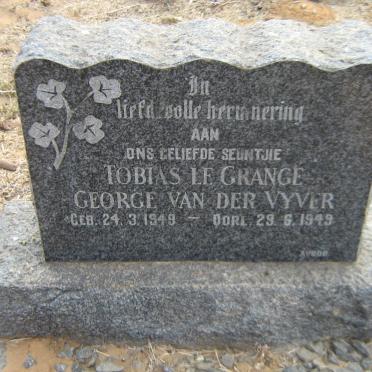 In
liefdevolle herinnering
AAN
ONS GELIEFDE SEUNTJIE
TOBIAS LE GRANGE
GEORGE VAN DER VYVER
GEB. 24.3.1949 — OORL. 29.6.1949